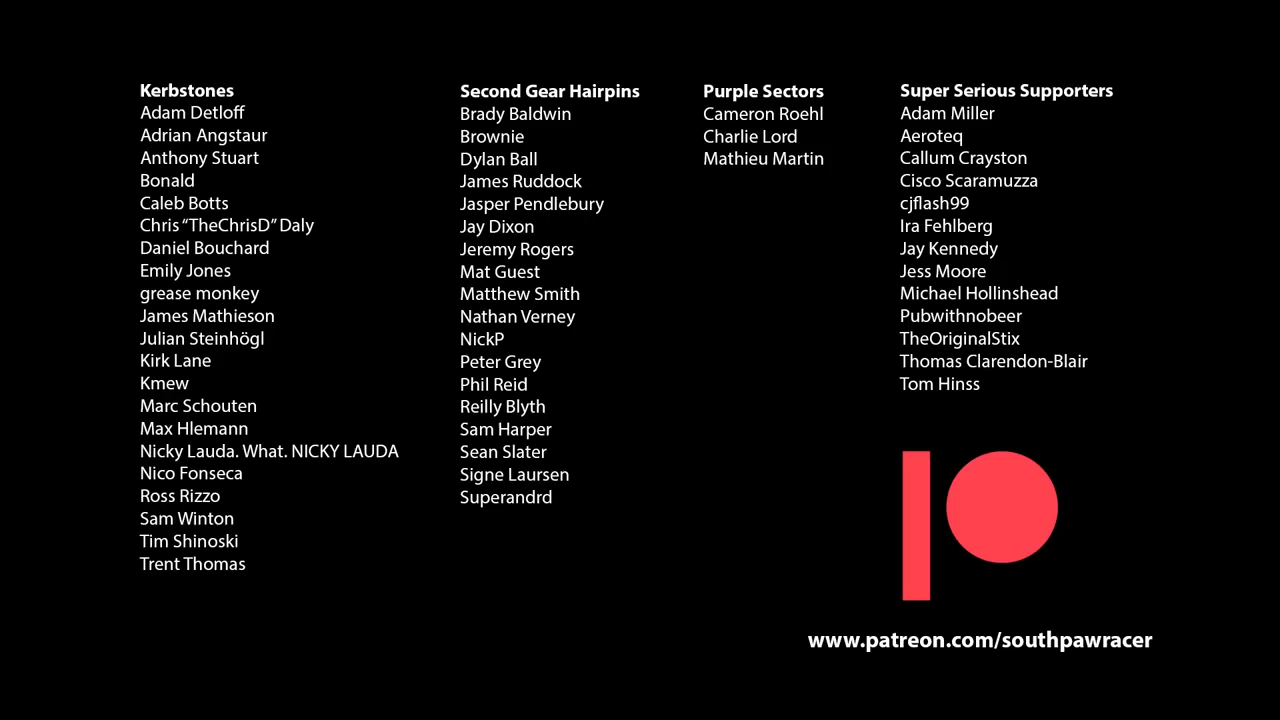 Kerbstones
Adam Detloff
Adrian Angstaur
Anthony Stuart
Bonald
Caleb Botts
Chris “TheChrisD” Daly
Daniel Bouchard
Emily Jones
grease monkey
James Mathieson
Julian Steinhögl
Kirk Lane
Kmew
Marc Schouten
Max Hlemann
Nicky Lauda. What. NICKY LAUDA
Nico Fonseca
Ross Rizzo
Sam Winton
Tim Shinoski
Trent Thomas
Second Gear Hairpins
Brady Baldwin
Brownie
Dylan Ball
James Ruddock
Jasper Pendlebury
Jay Dixon
Jeremy Rogers
Mat Guest
Matthew Smith
Nathan Verney
NickP
Peter Grey
Phil Reid
Reilly Blyth
Sam Harper
Sean Slater
Signe Laursen
Superandrd
Purple Sectors
Cameron Roehl
Charlie Lord
Mathieu Martin
Super Serious Supporters
Adam Miller
Aeroteq
Callum Crayston
Cisco Scaramuzza
cjflash99
Ira Fehlberg
Jay Kennedy
Jess Moore
Michael Hollinshead
Pubwithnobeer
TheOriginalStix
Thomas Clarendon-Blair
Tom Hinss
www.patreon.com/southpawracer